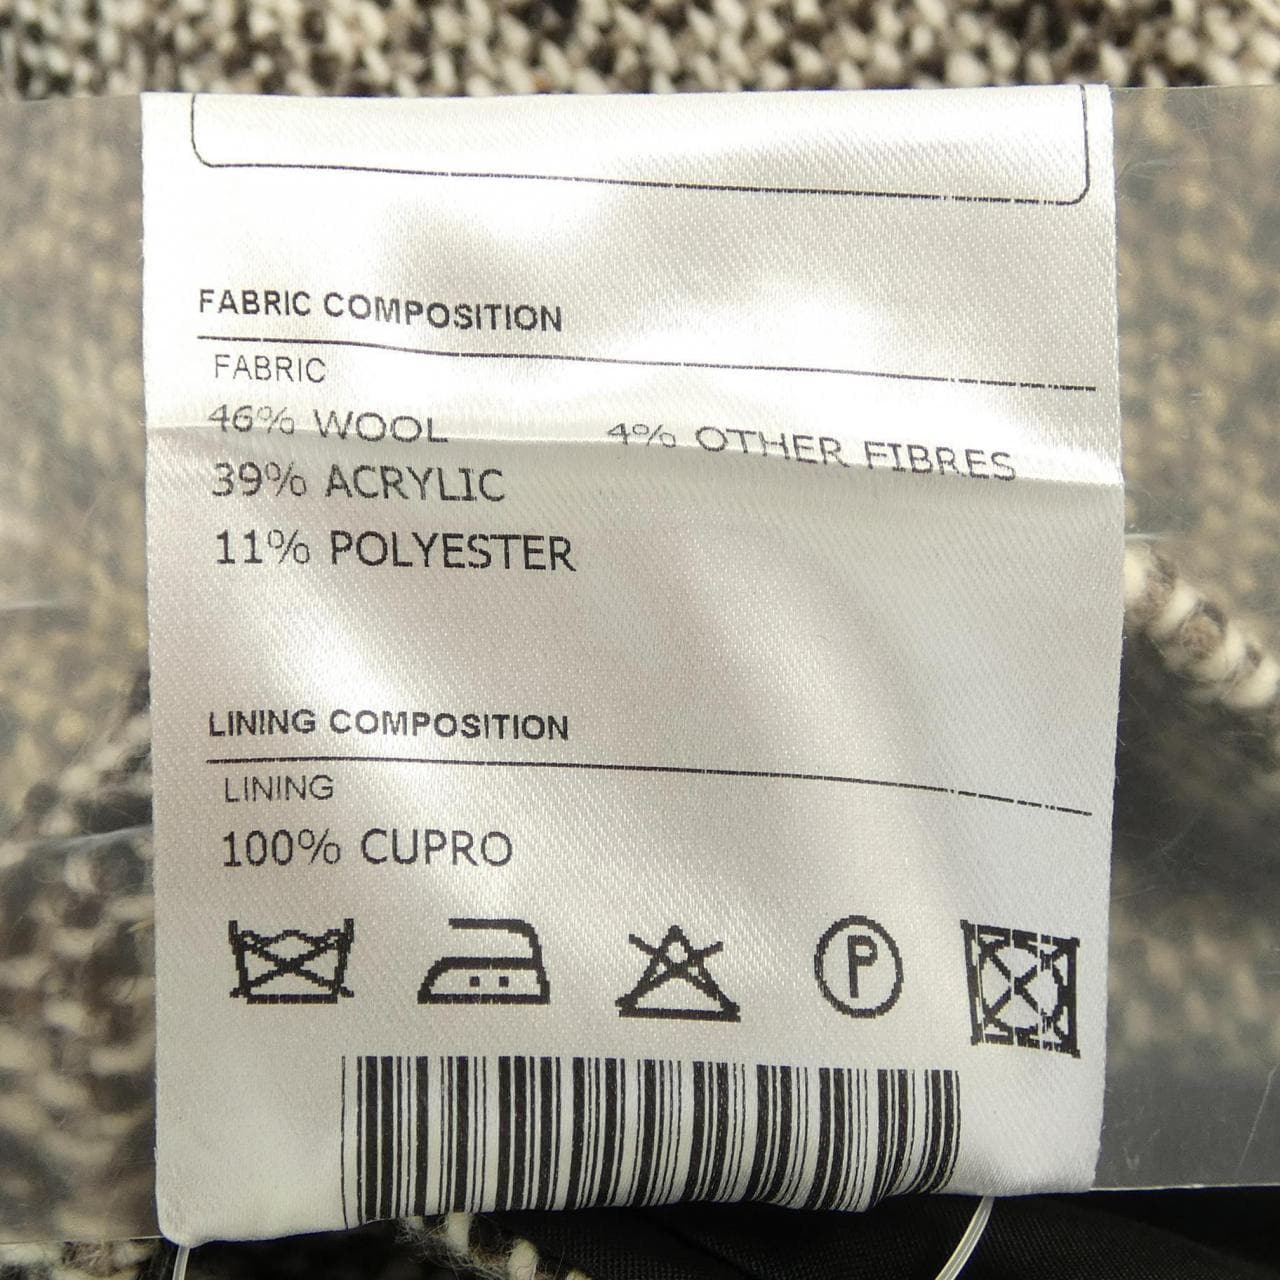 FABRIC COMPOSITION
FABRIC
46% WOOL 4% OTHER FIBRES
39% ACRYLIC
11% POLYESTER
LINING COMPOSITION
LINING
100% CUPRO
P